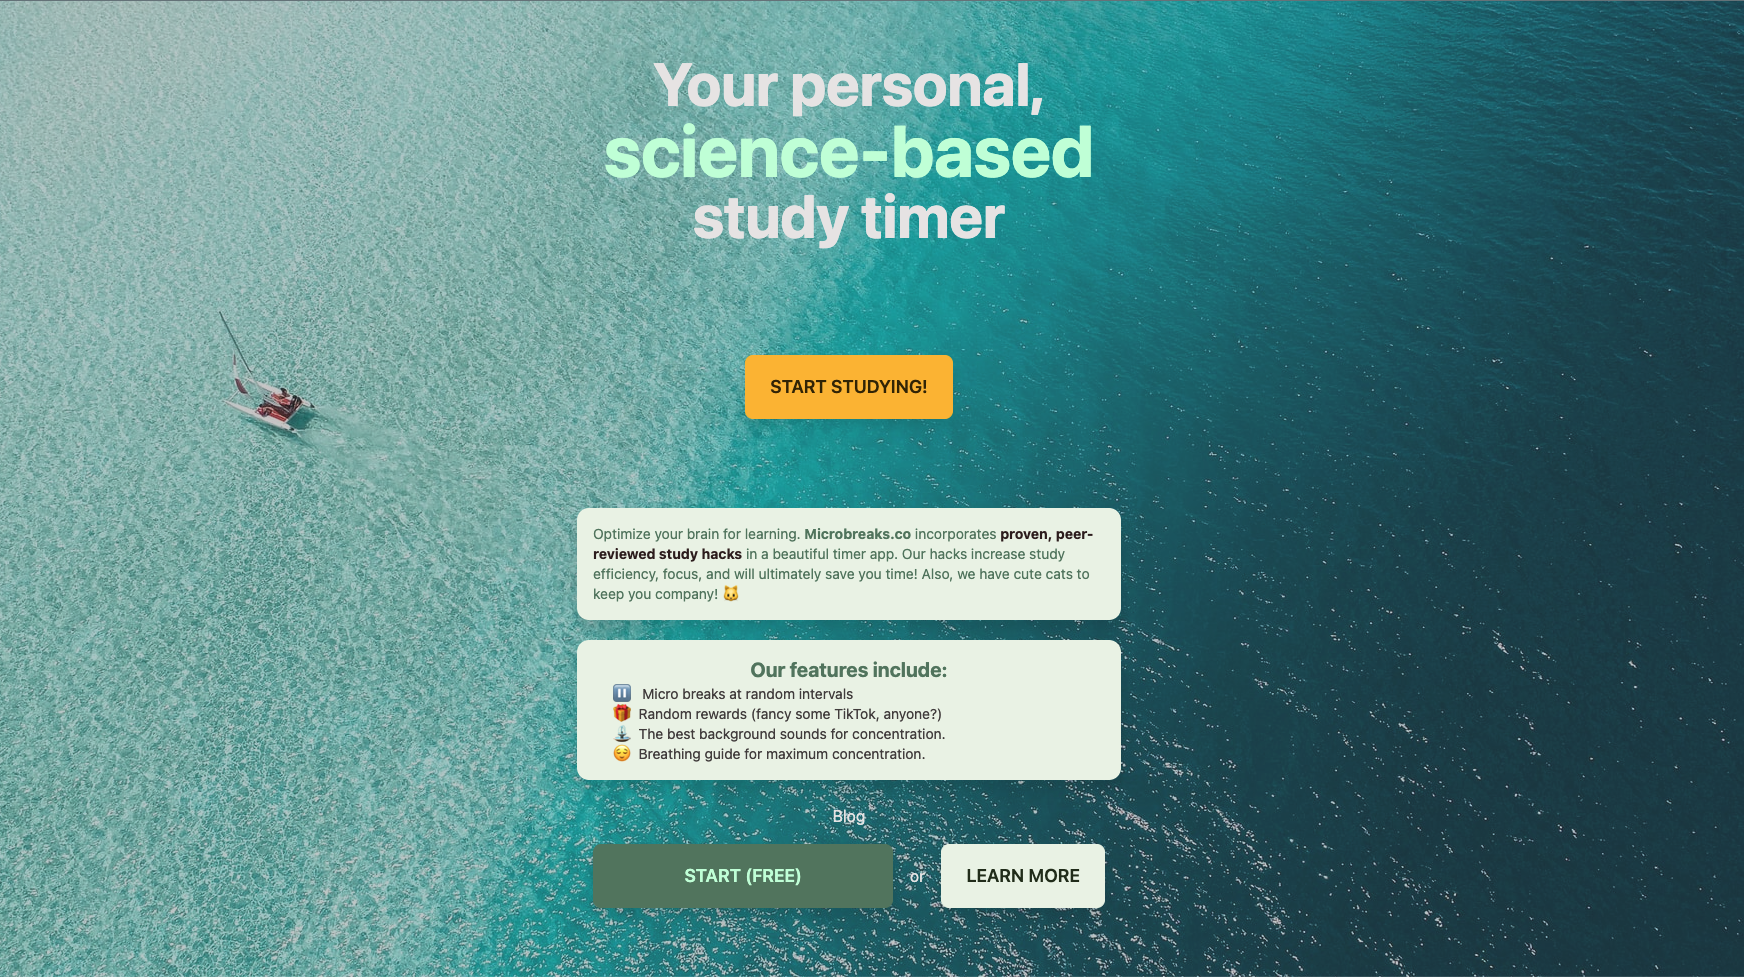 Your personal,
science-based
study timer
START STUDYING!
Optimize your brain for learning. Microbreaks.co incorporates proven, peer-
reviewed study hacks in a beautiful timer app. Our hacks increase study
efficiency, focus, and will ultimately save you time! Also, we have cute cats to
keep you company! 🐱
Our features include:
⏸️ Micro breaks at random intervals
🎁 Random rewards (fancy some TikTok, anyone?)
⛲ The best background sounds for concentration.
😌 Breathing guide for maximum concentration.
Blog
START (FREE) or LEARN MORE